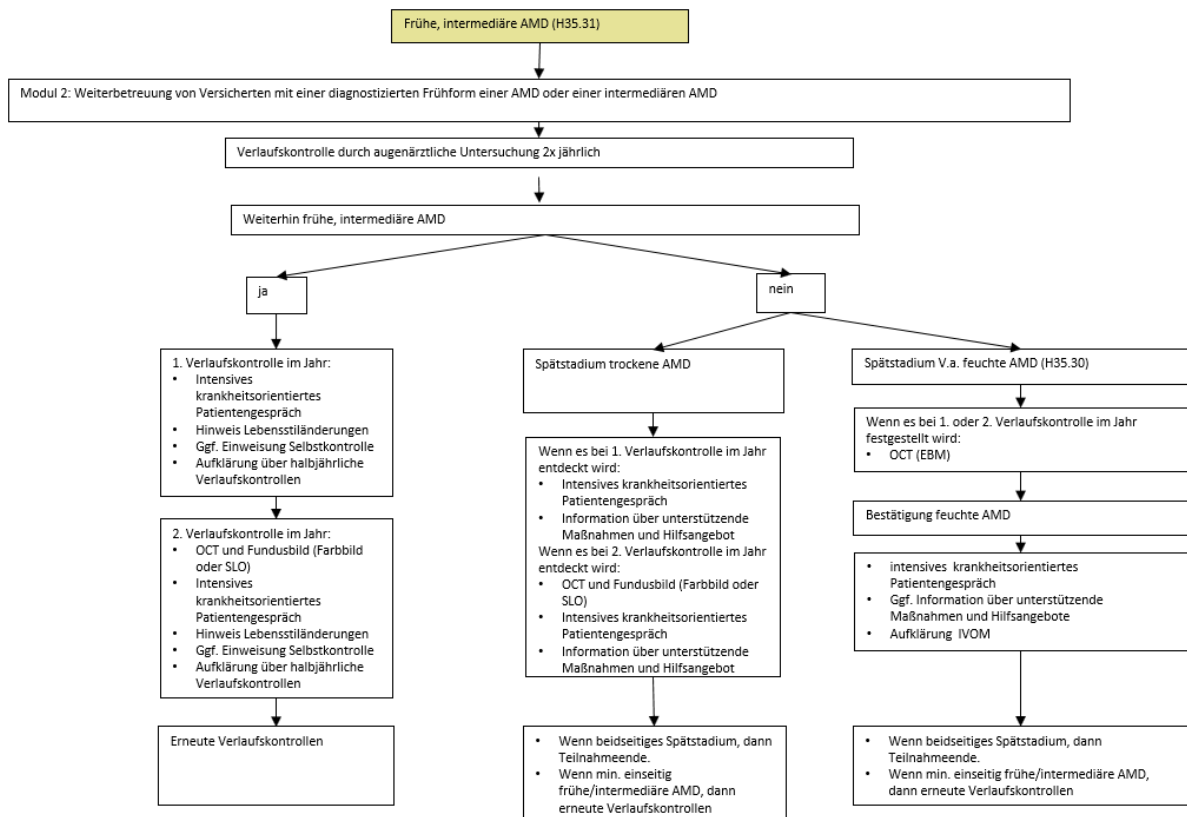 Frühe, intermediäre AMD (H35.31)
Modul 2: Weiterbetreuung von Versicherten mit einer diagnostizierten Frühform einer AMD oder einer intermediären AMD
Verlaufskontrolle durch augenärztliche Untersuchung 2x jährlich
Weiterhin frühe, intermediäre AMD
ja
nein
1. Verlaufskontrolle im Jahr:
• Intensives
krankheitsorientiertes
Patientengespräch
• Hinweis Lebensstiländerungen
• Ggf. Einweisung Selbstkontrolle
• Aufklärung über halbjährliche
Verlaufskontrollen
2. Verlaufskontrolle im Jahr:
• OCT und Fundusbild (Farbbild
oder SLO)
• Intensives
krankheitsorientiertes
Patientengespräch
• Hinweis Lebensstiländerungen
• Ggf. Einweisung Selbstkontrolle
• Aufklärung über halbjährliche
Verlaufskontrollen
Erneute Verlaufskontrollen
Spätstadium trockene AMD
Wenn es bei 1. Verlaufskontrolle im Jahr
entdeckt wird:
• Intensives krankheitsorientiertes
Patientengespräch
• Information über unterstützende
Maßnahmen und Hilfsangebot
Wenn es bei 2. Verlaufskontrolle im Jahr
entdeckt wird:
• OCT und Fundusbild (Farbbild oder
SLO)
• Intensives krankheitsorientiertes
Patientengespräch
• Information über unterstützende
Maßnahmen und Hilfsangebot
• Wenn beidseitiges Spätstadium, dann
Teilnahmeende.
• Wenn min. einseitig
frühe/intermediäre AMD, dann
erneute Verlaufskontrollen
Spätstadium V.a. feuchte AMD (H35.30)
Wenn es bei 1. oder 2. Verlaufskontrolle im Jahr
festgestellt wird:
• OCT (EBM)
Bestätigung feuchte AMD
• intensives krankheitsorientiertes
Patientengespräch
• Ggf. Information über unterstützende
Maßnahmen und Hilfsangebote
• Aufklärung IVOM
• Wenn beidseitiges Spätstadium, dann
Teilnahmeende.
• Wenn min. einseitig frühe/intermediäre AMD,
dann erneute Verlaufskontrollen